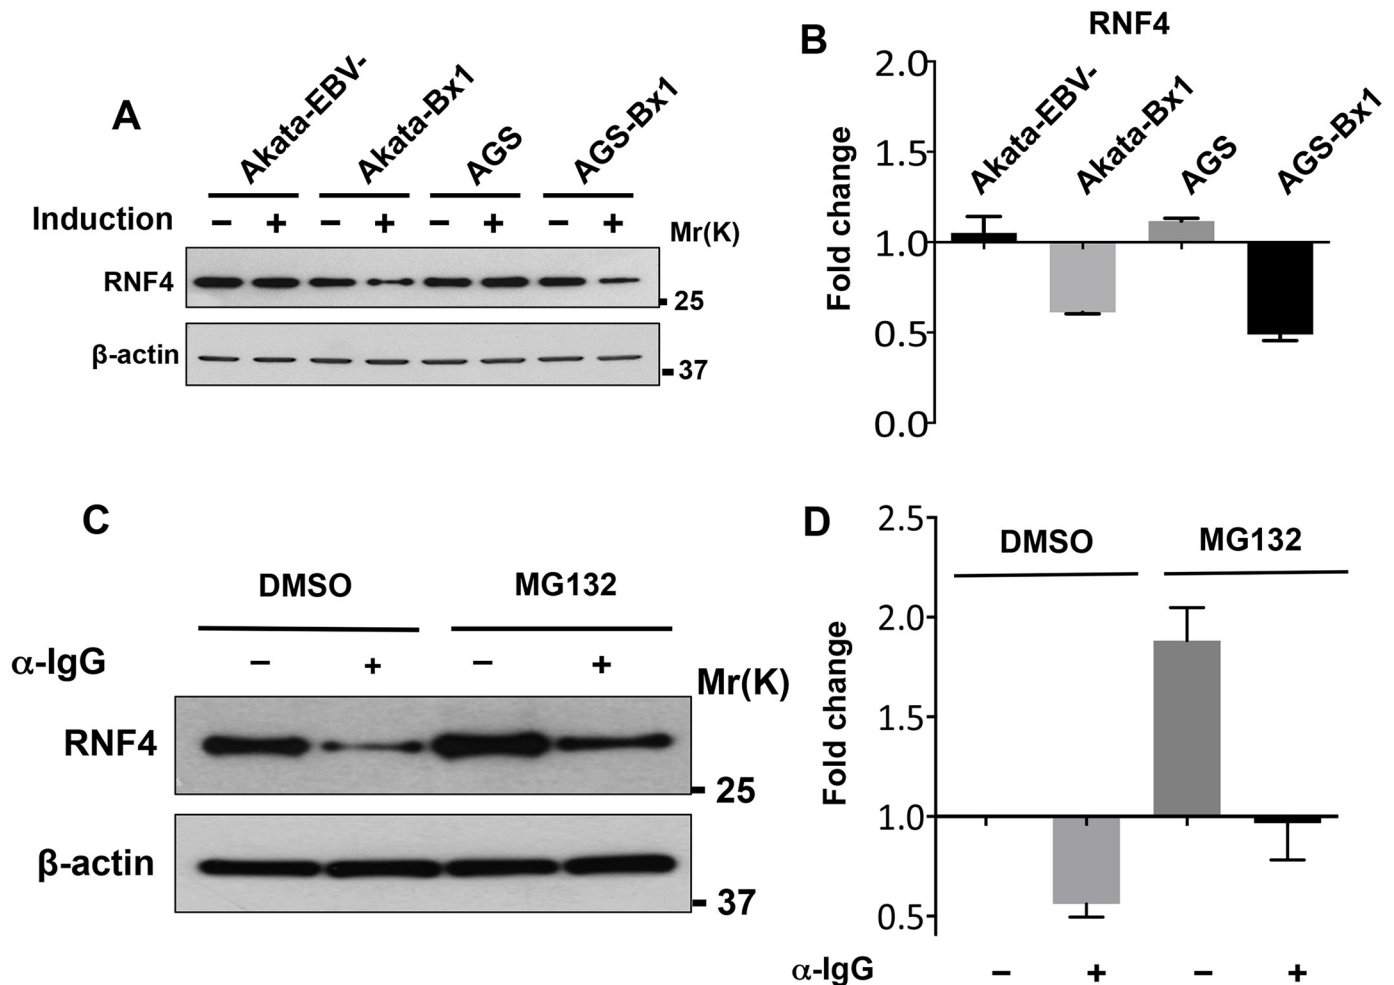 A
Akata-EBV-
Akata-Bx1
AGS
AGS-Bx1
Induction − + − + − + − +
Mr(K)
RNF4
25
β-actin
37
B
RNF4
Fold change
2.0
1.5
1.0
0.5
0.0
Akata-EBV-
Akata-Bx1
AGS
AGS-Bx1
C
DMSO MG132
α-IgG − + − +
Mr(K)
RNF4
25
β-actin
37
D
Fold change
2.5
2.0
1.5
1.0
0.5
DMSO MG132
α-IgG − + − +